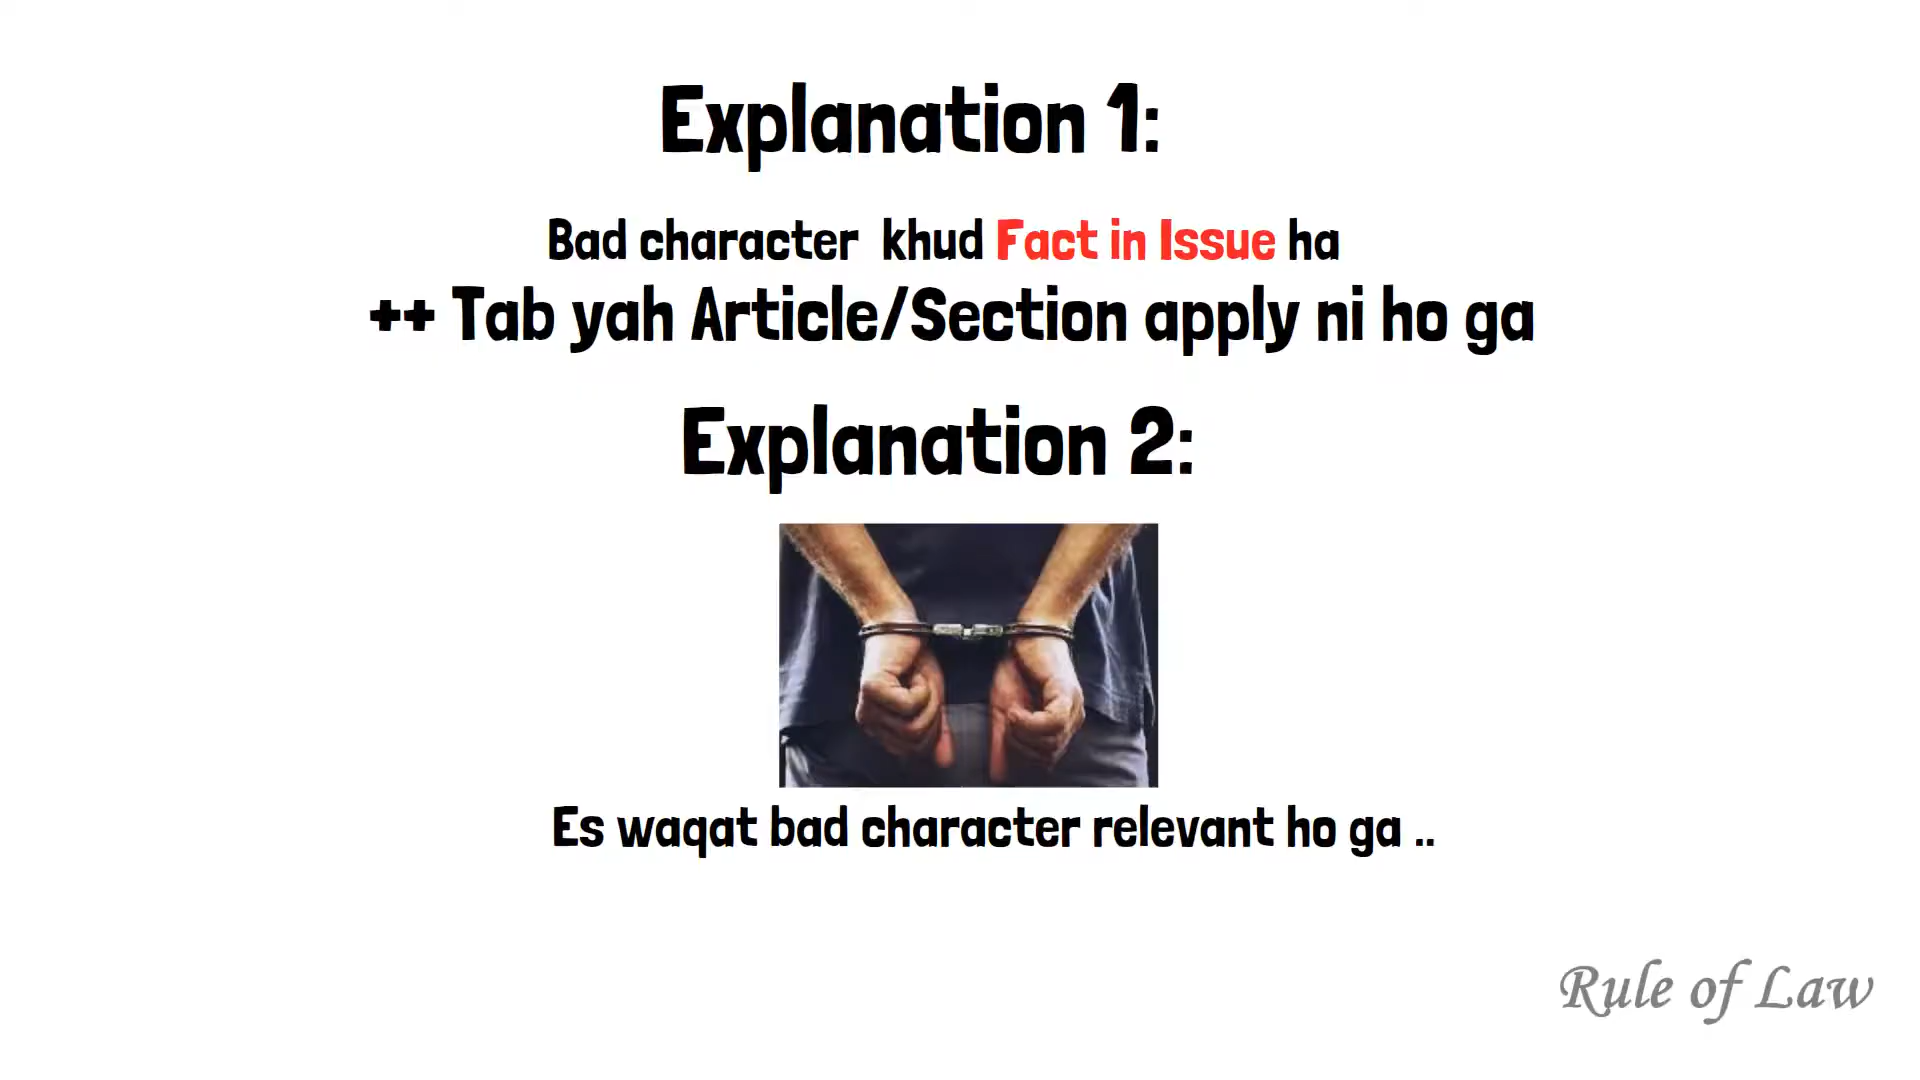 Explanation 1:
Bad character khud Fact in Issue ha
++ Tab yah Article/Section apply ni ho ga
Explanation 2:
Es waqat bad character relevant ho ga ..
Rule of Law